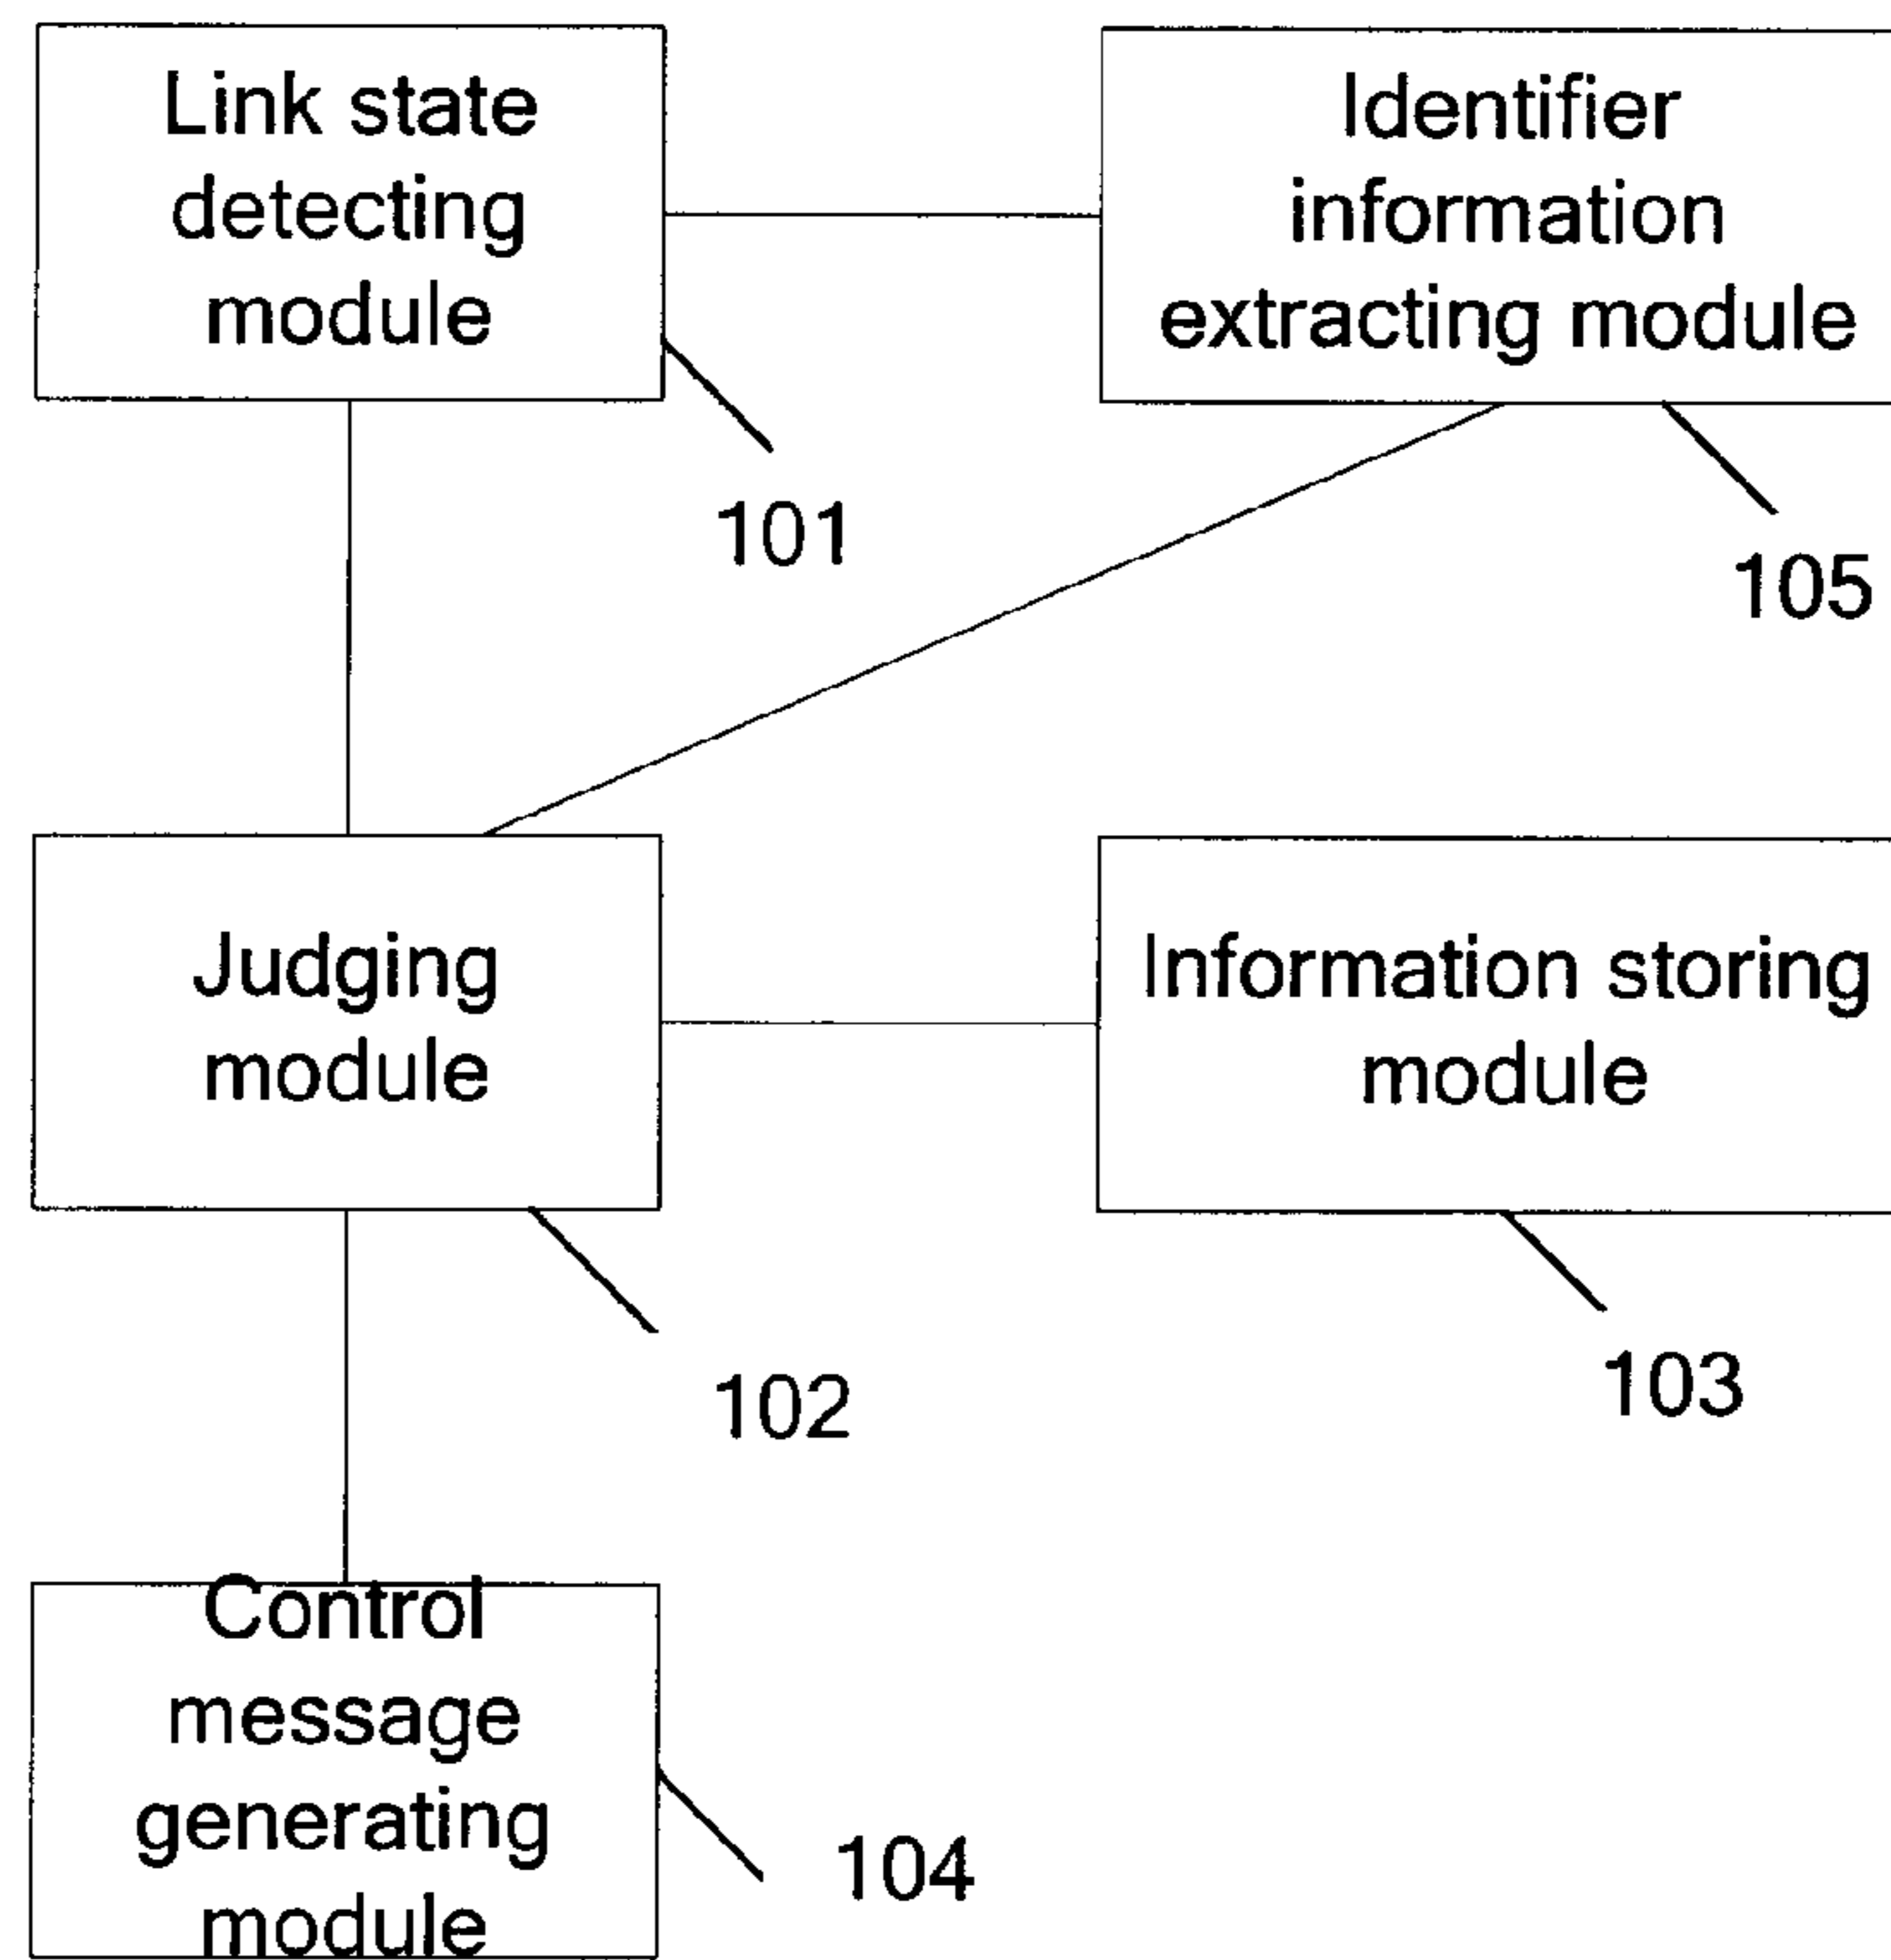 Link state
detecting
module
101
Identifier
information
extracting module
105
Judging
module
102
Information storing
module
103
Control
message
generating
module
104